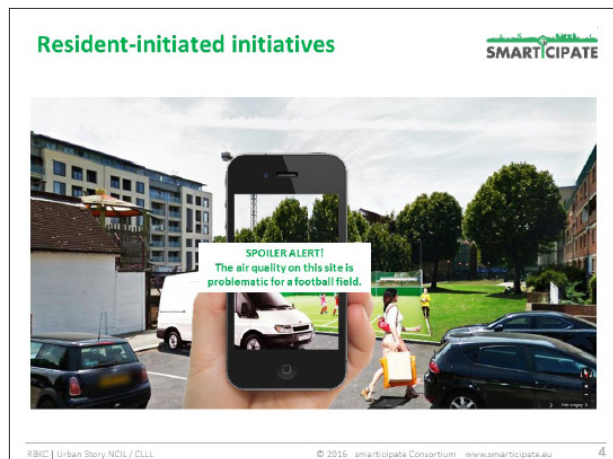 Resident-initiated initiatives
SMARTICIPATE
SPOILER ALERT!
The air quality on this site is
problematic for a football field.
RBKC | Urban Story NCIL / CLLL
© 2016 smarticipate Consortium www.smarticipate.eu
4